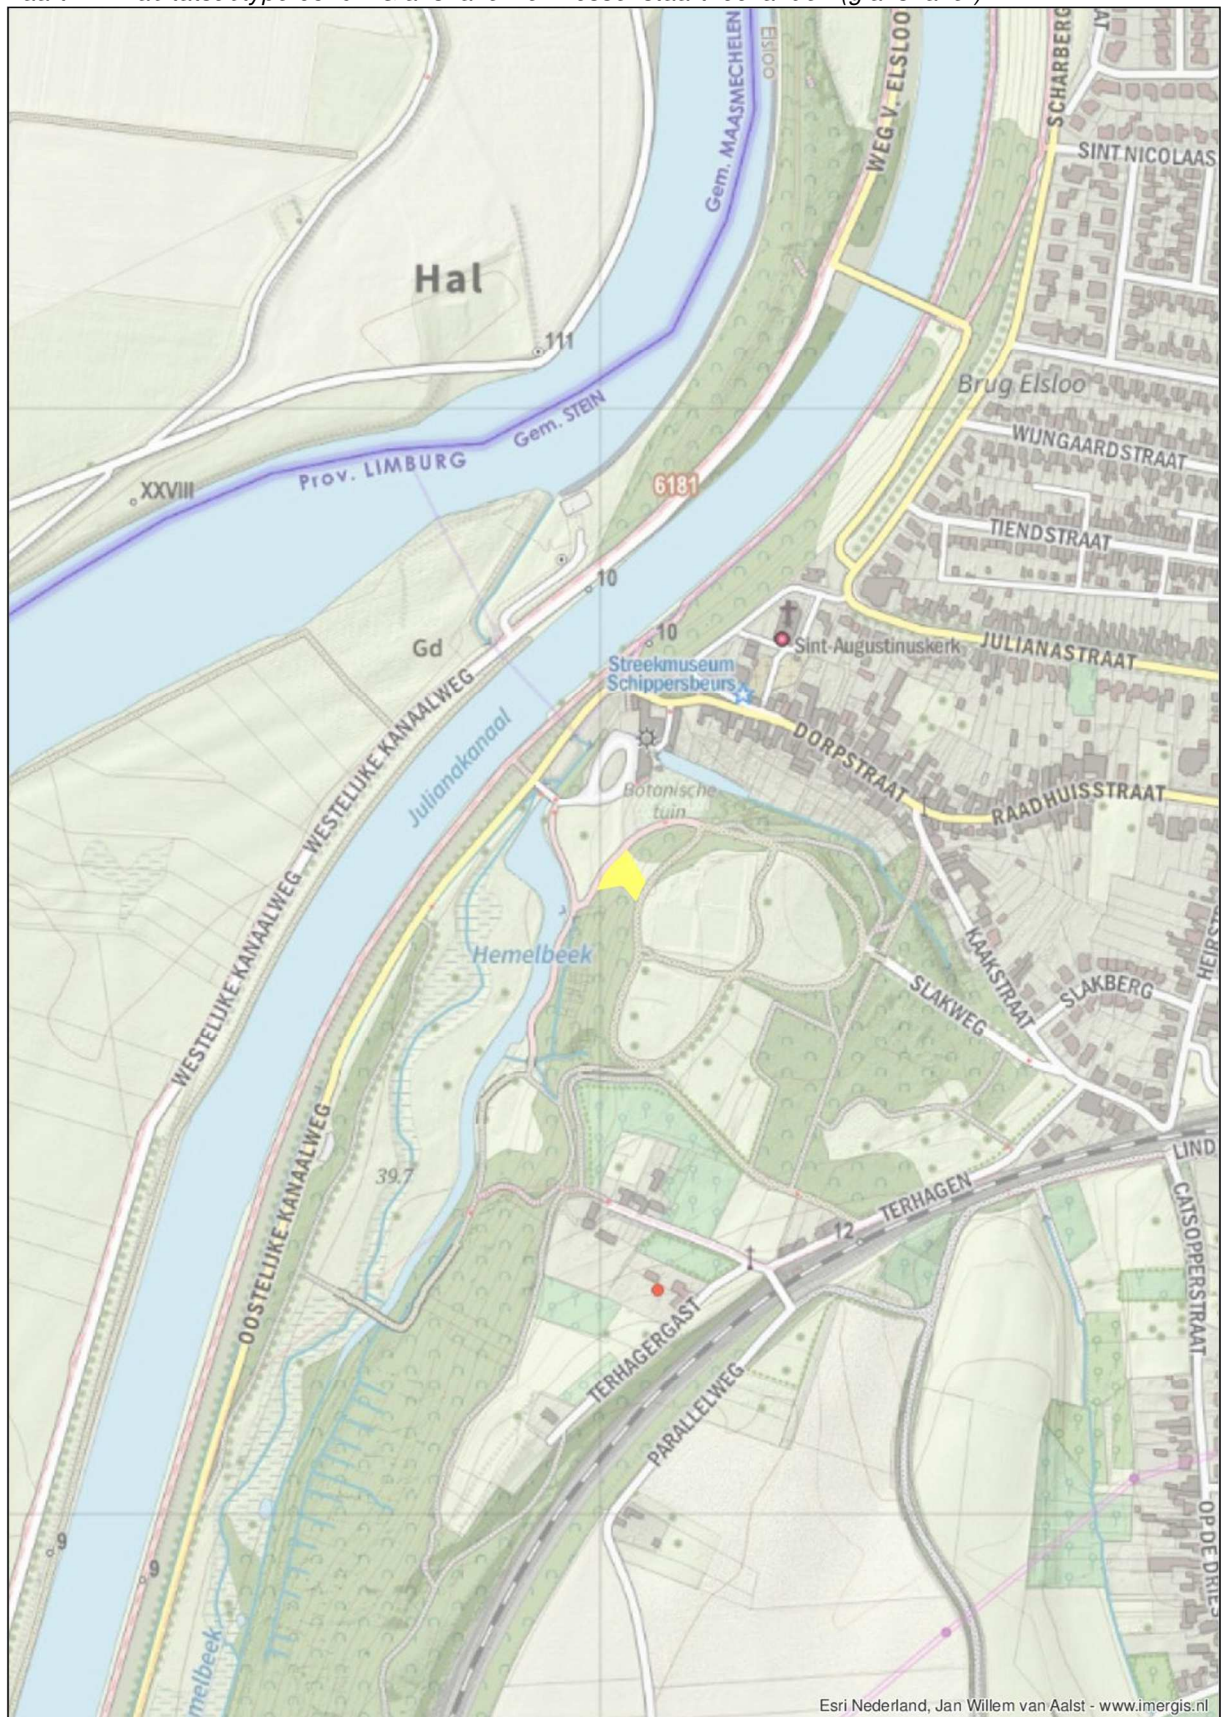 Elsloo
WEG V. ELSLOO
SCHARBERG
Gem. MAASMECHELEN
SINT NICOLAAS
Hal
111
Brug Elsloo
Gem. STEIN
WIJNGAARDSTRAAT
Prov. LIMBURG
6181
XXVIII
TIENDSTRAAT
10
10
Gd
Sint-Augustinuskerk
JULIANASTRAAT
Streekmuseum
Schippersbeurs
WESTELIJKE KANAALWEG
DORPSTRAAT
Julianakanaal
Botanische
tuin
RAADHUISSTRAAT
WESTELIJKE KANAALWEG
Hemelbeek
KAAKSTRAAT
SLAKWEG
SLAKBERG
WESTELIJKE KANAALWEG
39.7
OOSTELIJKE KANAALWEG
TERHAGEN
LIND
12
CATSOPPERSTRAAT
TERHAGERGAST
PARALLELWEG
9
9
OP DE DRIES
melbeek
Esri Nederland, Jan Willem van Aalst - www.imergis.nl